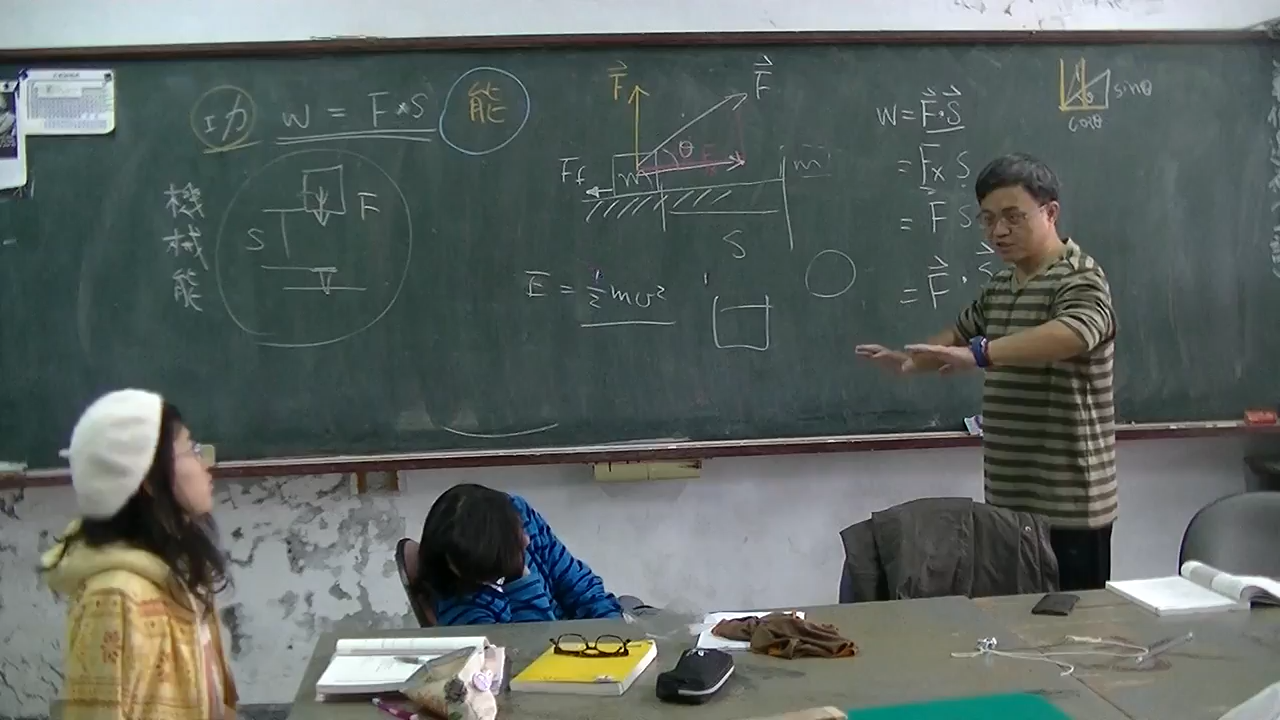 功 W = F × S 能
機械能
F
S
F⃗
F⃗
θ
Ff
m
m
S
E = ½mv²
W = F⃗·S⃗
= Fx S
= F S
= F⃗ · S⃗
sinθ
cosθ